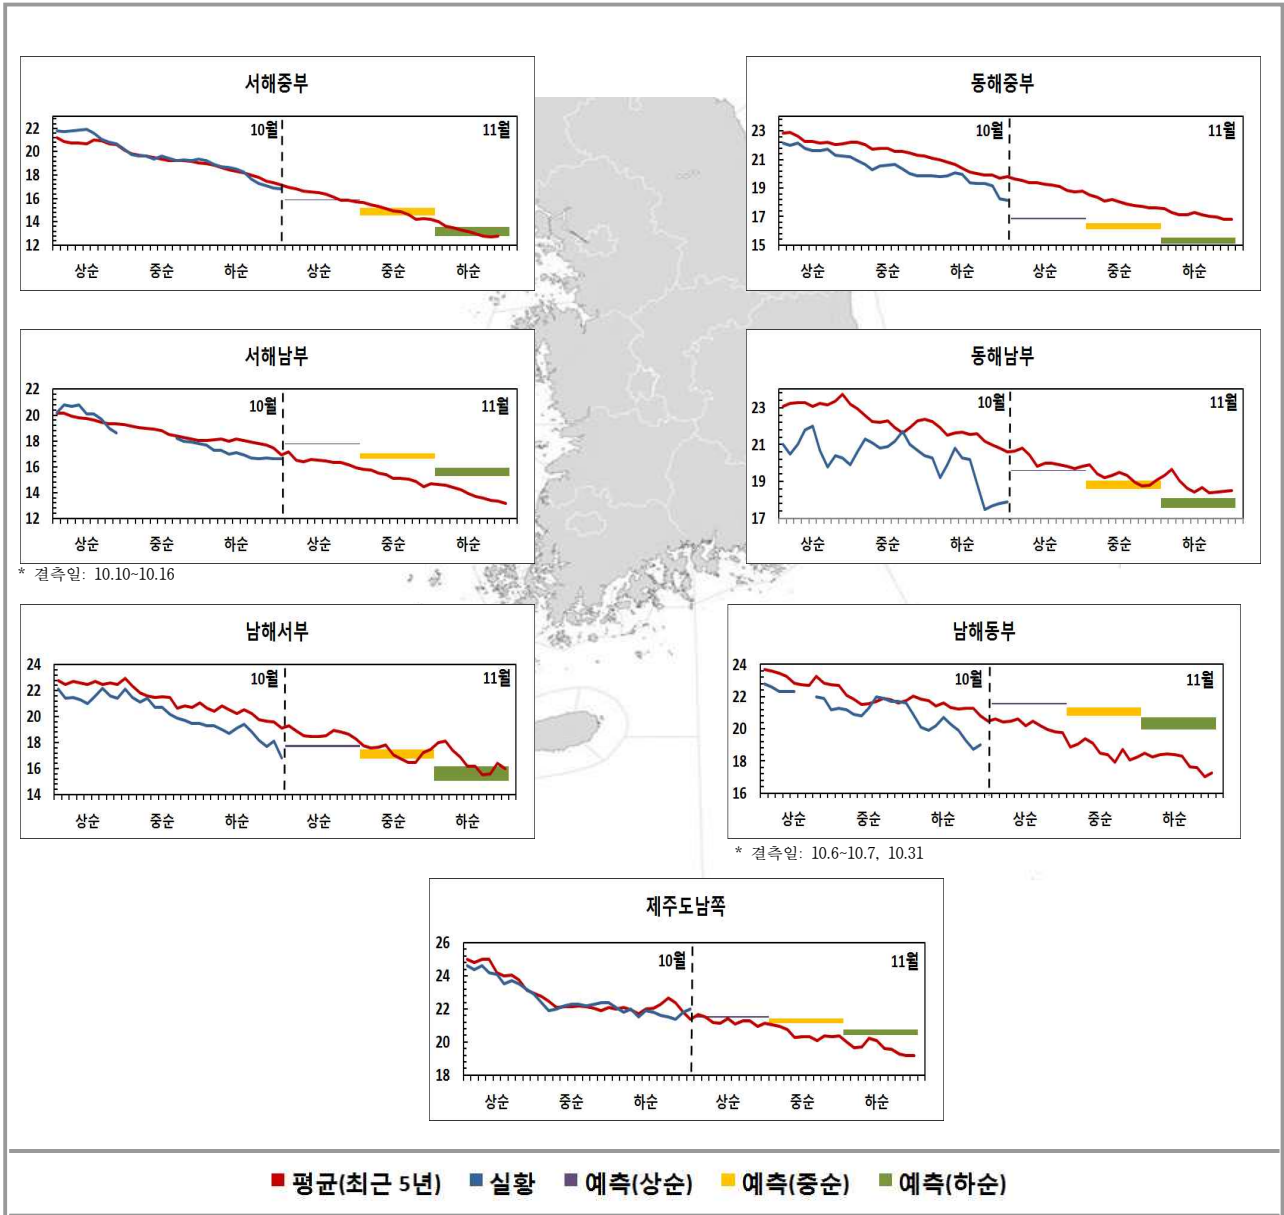 서해중부
10월 11월
22
20
18
16
14
12
상순 중순 하순 상순 중순 하순
동해중부
10월 11월
23
21
19
17
15
상순 중순 하순 상순 중순 하순
서해남부
10월 11월
22
20
18
16
14
12
상순 중순 하순 상순 중순 하순
* 결측일: 10.10~10.16
동해남부
10월 11월
23
21
19
17
상순 중순 하순 상순 중순 하순
남해서부
10월 11월
24
22
20
18
16
14
상순 중순 하순 상순 중순 하순
남해동부
10월 11월
24
22
20
18
16
상순 중순 하순 상순 중순 하순
* 결측일: 10.6~10.7, 10.31
제주도남쪽
10월 11월
26
24
22
20
18
상순 중순 하순 상순 중순 하순
평균(최근 5년) 실황 예측(상순) 예측(중순) 예측(하순)